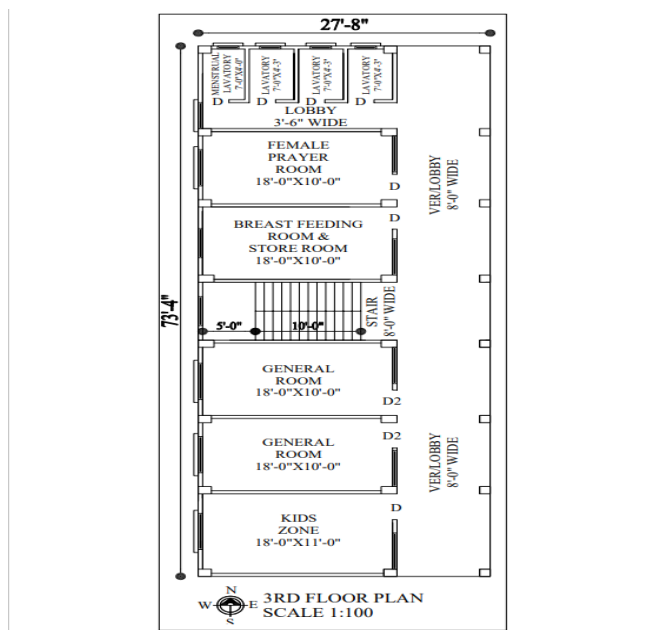 27'-8"
MENSTRUAL
LAVATORY
7'-0"X4'-0"
LAVATORY
7'-0"X4'-3"
LAVATORY
7'-0"X4'-3"
LAVATORY
7'-0"X4'-3"
D
D
D
D
LOBBY
3'-6" WIDE
FEMALE
PRAYER
ROOM
18'-0"X10'-0"
D
VER/LOBBY
8'-0" WIDE
D
BREAST FEEDING
ROOM &
STORE ROOM
18'-0"X10'-0"
73'-4"
5'-0"
10'-0"
STAIR
8'-0" WIDE
GENERAL
ROOM
18'-0"X10'-0"
D2
D2
GENERAL
ROOM
18'-0"X10'-0"
VER/LOBBY
8'-0" WIDE
D
KIDS
ZONE
18'-0"X11'-0"
N
W
E
S
3RD FLOOR PLAN
SCALE 1:100